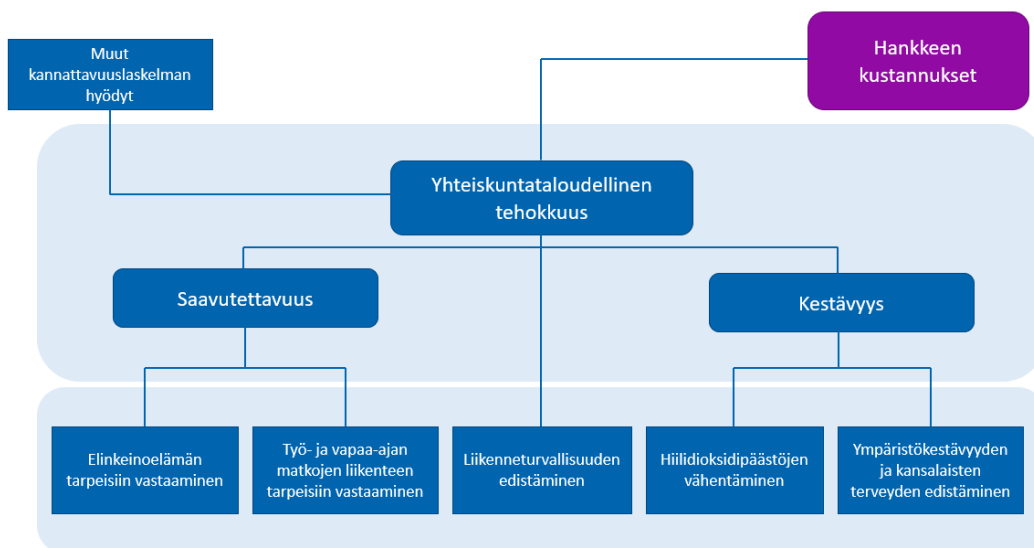 Muut
kannattavuuslaskelman
hyödyt
Hankkeen
kustannukset
Yhteiskuntataloudellinen
tehokkuus
Saavutettavuus
Kestävyys
Elinkeinoelämän
tarpeisiin vastaaminen
Työ- ja vapaa-ajan
matkojen liikenteen
tarpeisiin vastaaminen
Liikenneturvallisuuden
edistäminen
Hiilidioksidipäästöjen
vähentäminen
Ympäristökestävyyden
ja kansalaisten
terveyden edistäminen